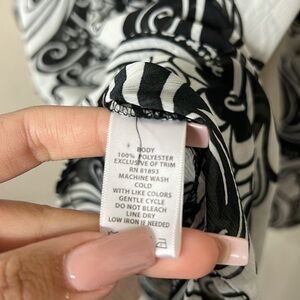 BODY
100% POLYESTER
EXCLUSIVE OF TRIM
RN 81893
MACHINE WASH
COLD
WITH LIKE COLORS
GENTLE CYCLE
DO NOT BLEACH
LINE DRY
LOW IRON IF NEEDED